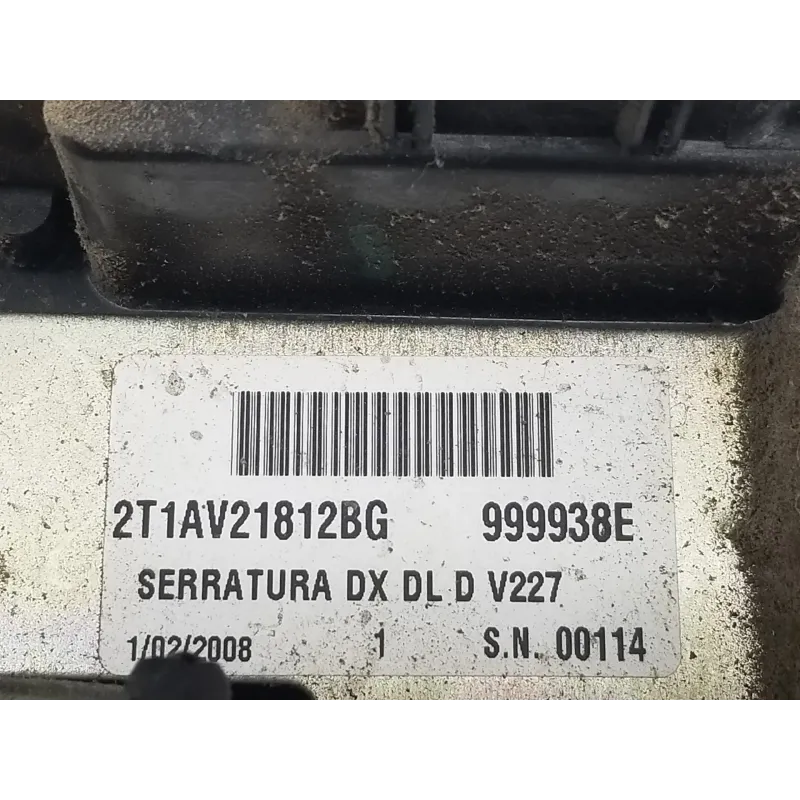 2T1AV21812BG 999938E
SERRATURA DX DL D V227
1/02/2008 1 S.N. 00114